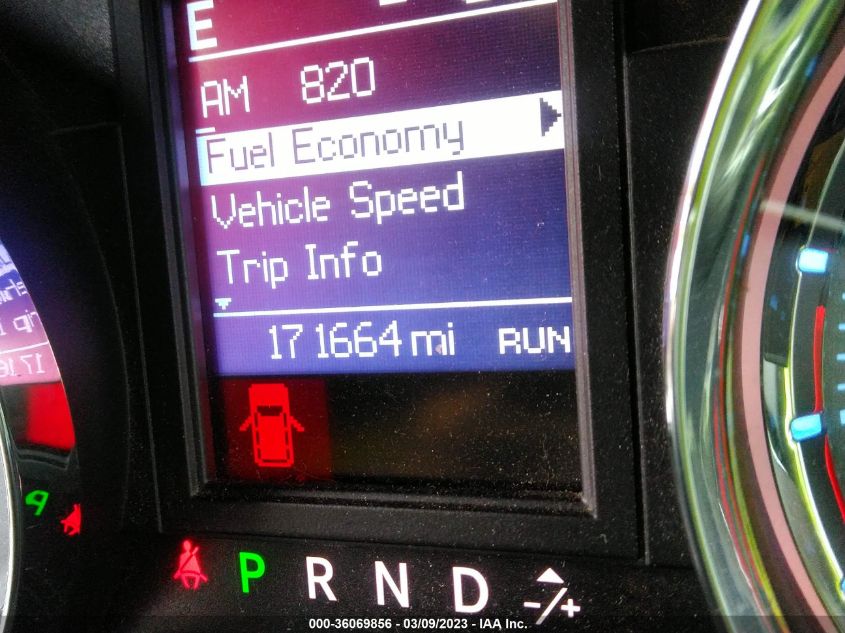 E
AM 820
Fuel Economy
Vehicle Speed
Trip Info
171664 mi RUN
P R N D -/+
000-36069856 - 03/09/2023 - IAA Inc.